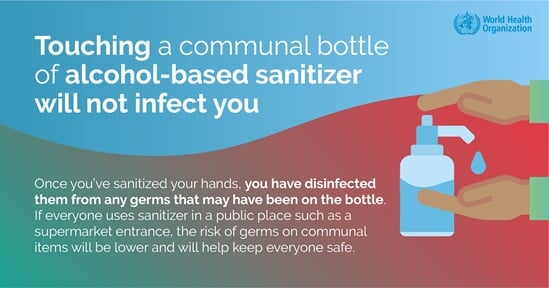 World Health
Organization
Touching a communal bottle
of alcohol-based sanitizer
will not infect you
Once you've sanitized your hands, you have disinfected
them from any germs that may have been on the bottle.
If everyone uses sanitizer in a public place such as a
supermarket entrance, the risk of germs on communal
items will be lower and will help keep everyone safe.